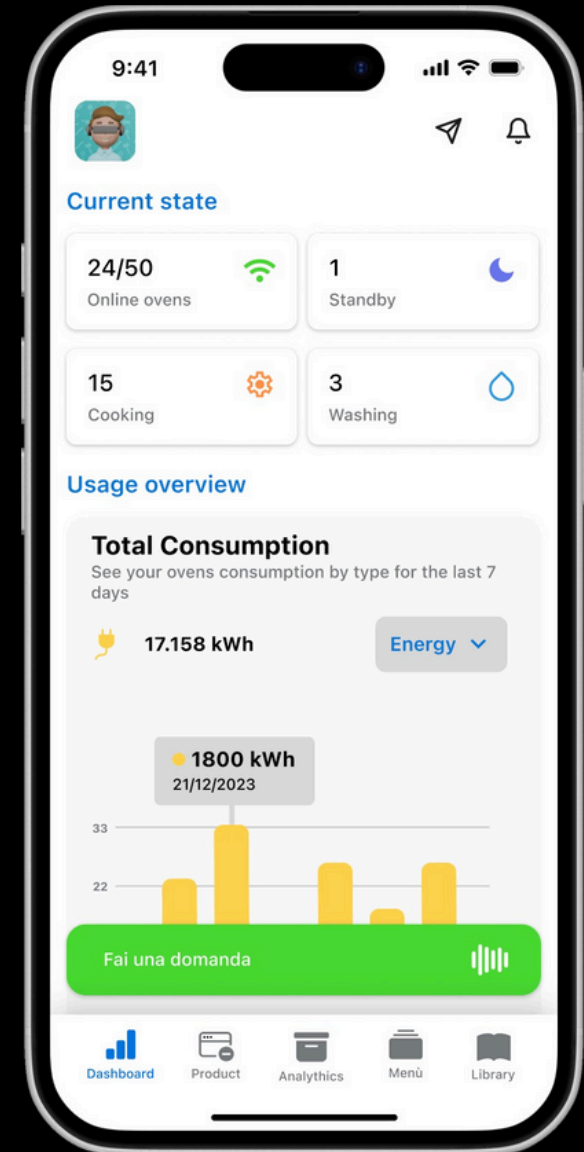 9:41
Current state
24/50
Online ovens
1
Standby
15
Cooking
3
Washing
Usage overview
Total Consumption
See your ovens consumption by type for the last 7
days
17.158 kWh
Energy
1800 kWh
21/12/2023
33
22
Fai una domanda
Dashboard
Product
Analythics
Menù
Library